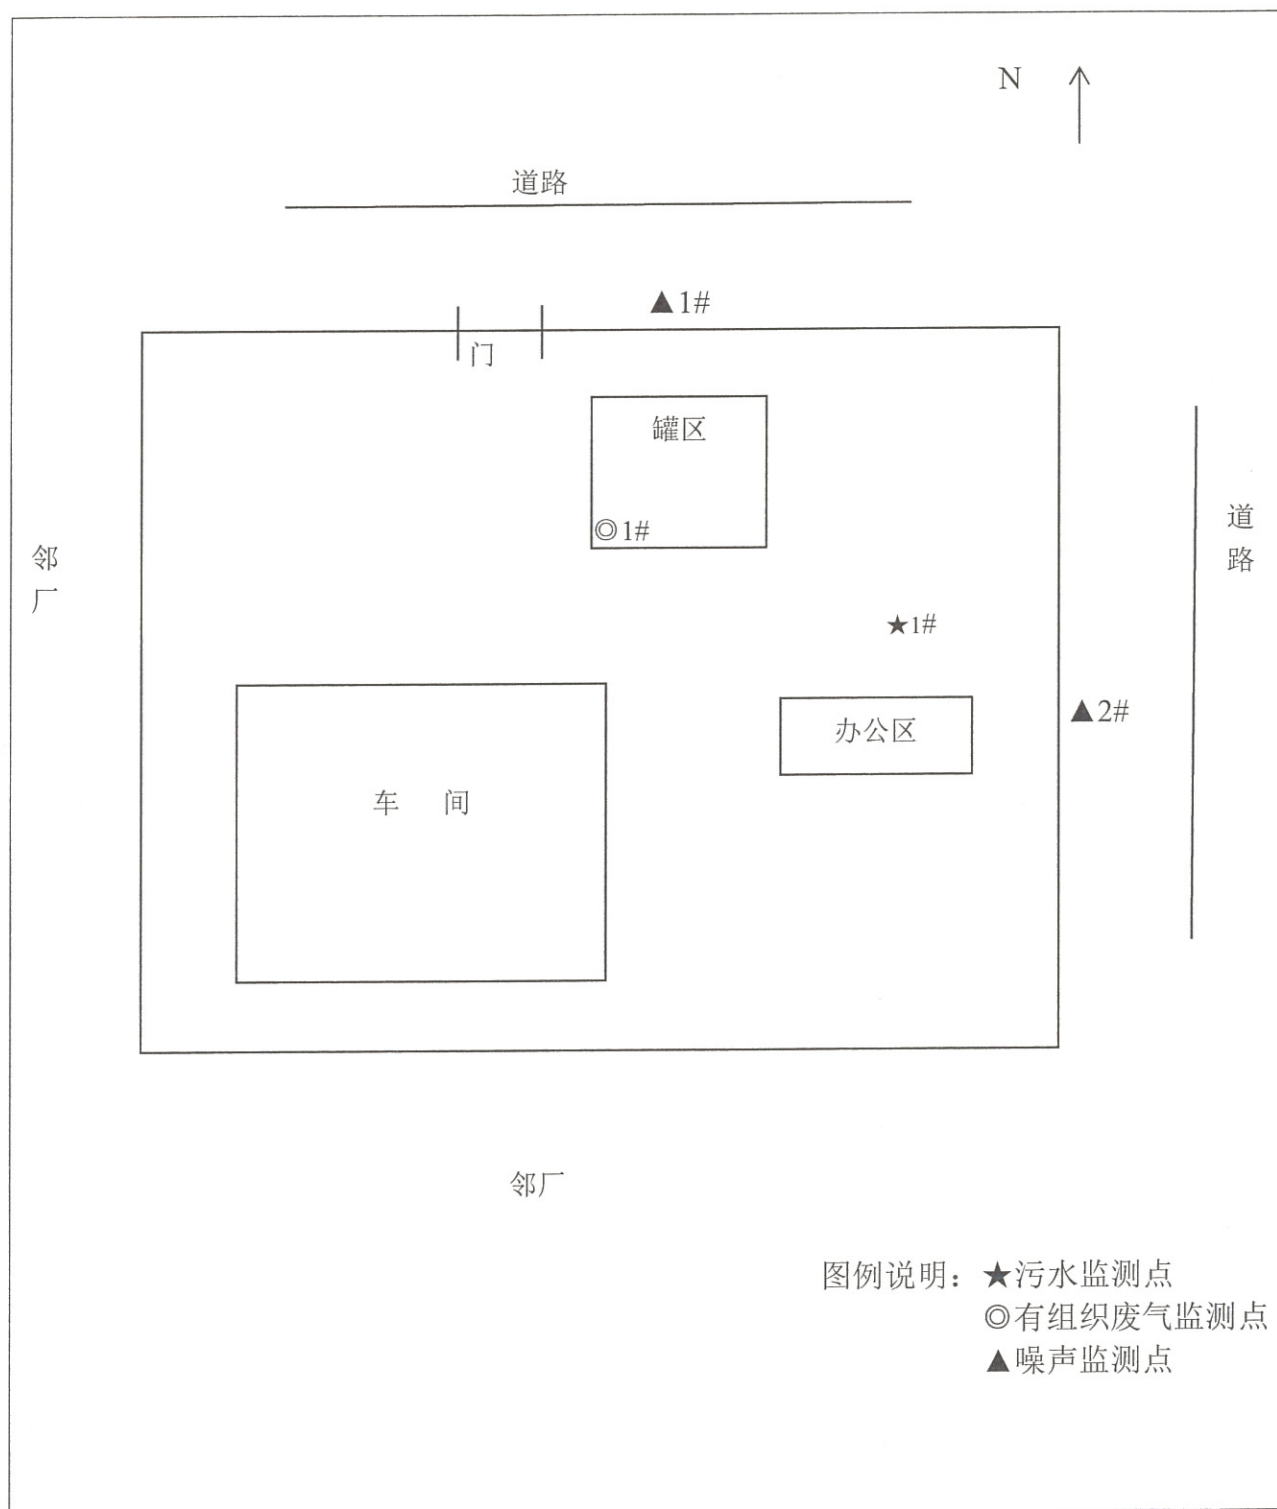 N
道路
▲1#
门
罐区
◎1#
道
路
邻
厂
★1#
▲2#
办公区
车 间
邻厂
图例说明：★污水监测点
◎有组织废气监测点
▲噪声监测点